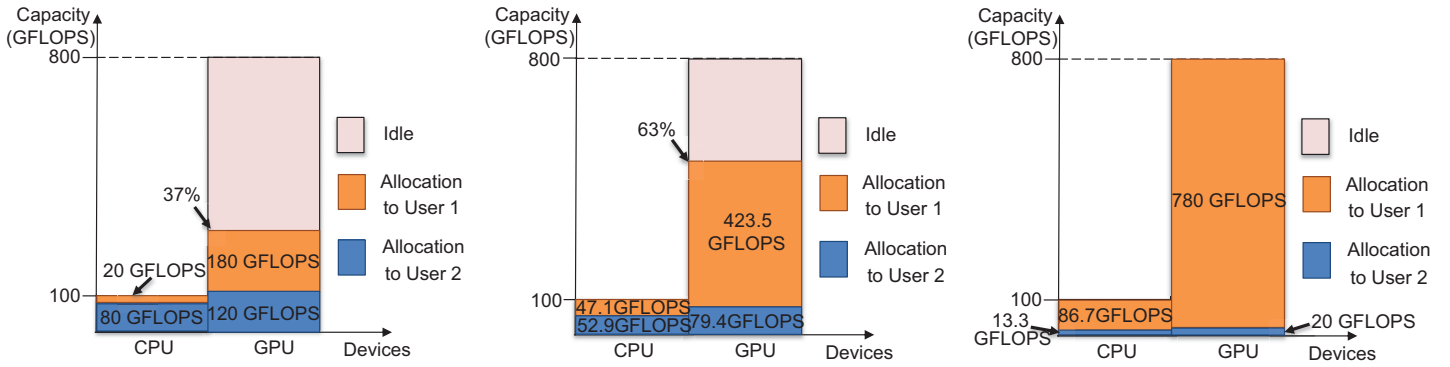 Capacity
(GFLOPS)
800
Idle
37%
Allocation
to User 1
20 GFLOPS
180 GFLOPS
Allocation
to User 2
100
80 GFLOPS
120 GFLOPS
CPU
GPU
Devices
Capacity
(GFLOPS)
800
63%
Idle
Allocation
to User 1
423.5
GFLOPS
Allocation
to User 2
100
47.1GFLOPS
52.9GFLOPS
79.4GFLOPS
CPU
GPU
Devices
Capacity
(GFLOPS)
800
Idle
780 GFLOPS
Allocation
to User 1
Allocation
to User 2
100
86.7GFLOPS
13.3
GFLOPS
20 GFLOPS
CPU
GPU
Devices